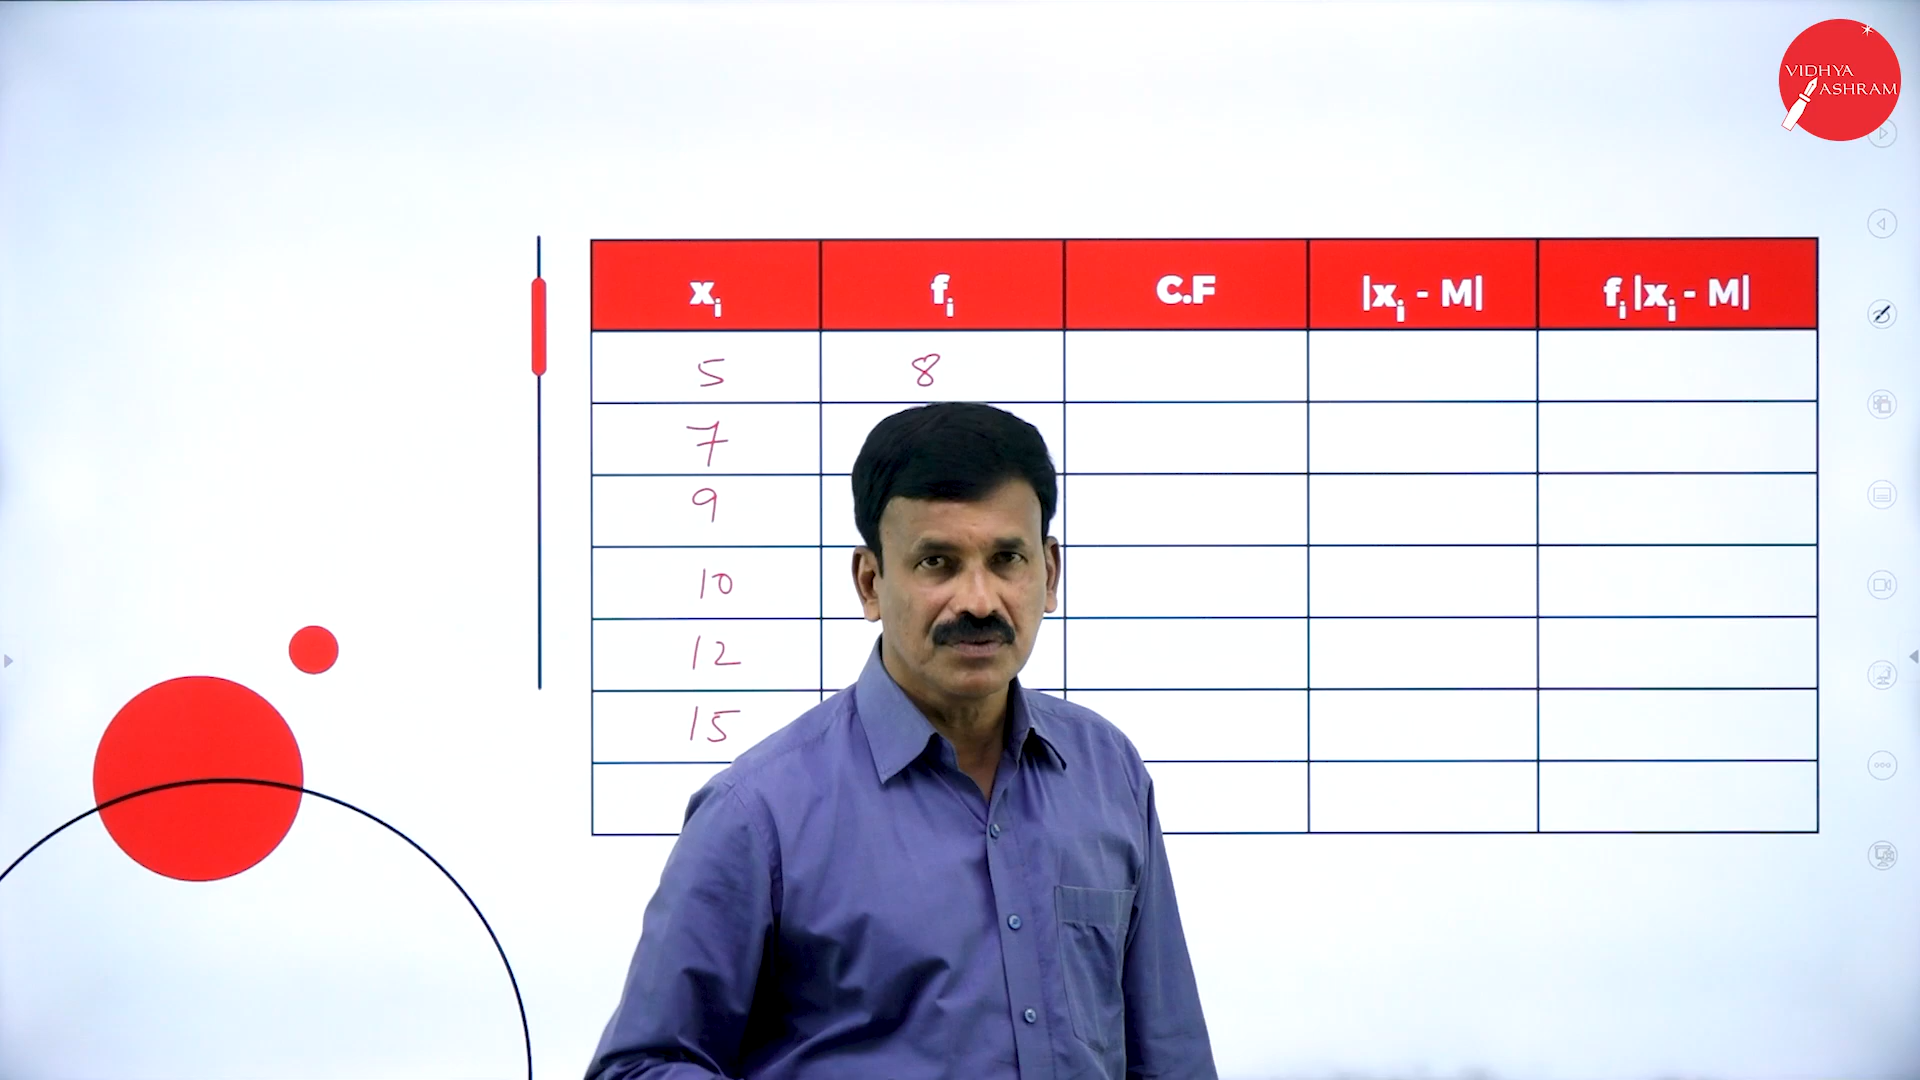 VIDHYA
ASHRAM
xi fi C.F |xi - M| fi |xi - M|
5 8
7
9
10
12
15